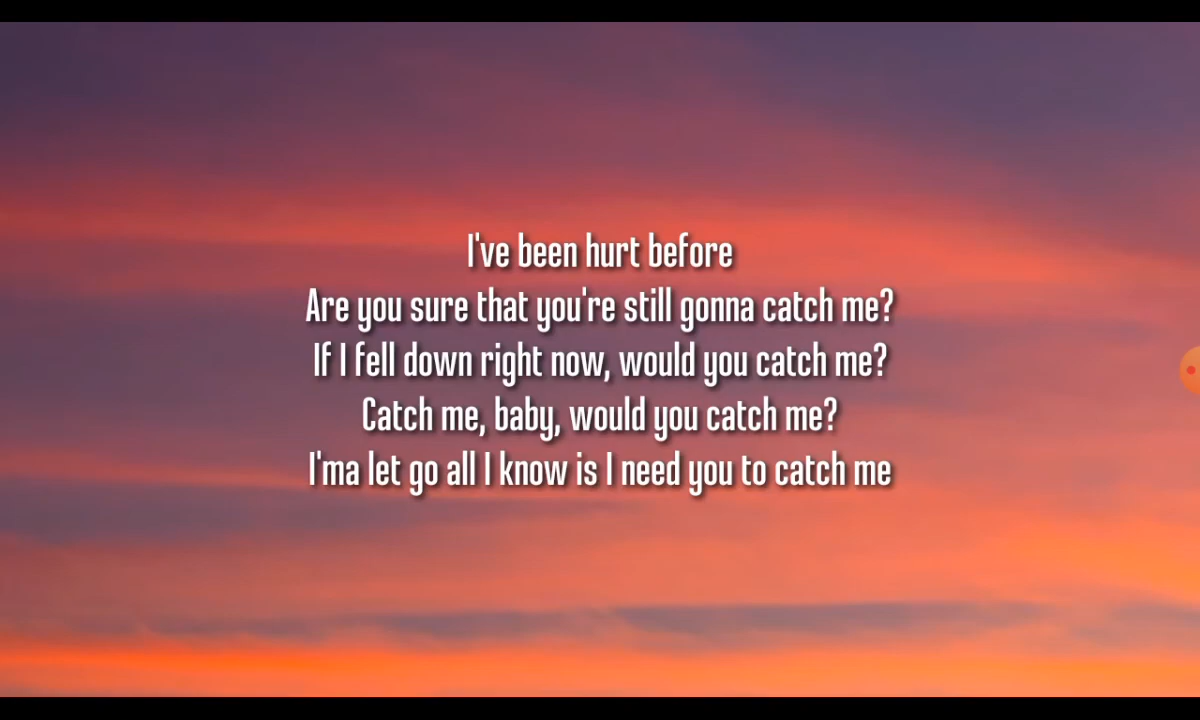 I've been hurt before
Are you sure that you're still gonna catch me?
If I fell down right now, would you catch me?
Catch me, baby, would you catch me?
I'ma let go all I know is I need you to catch me